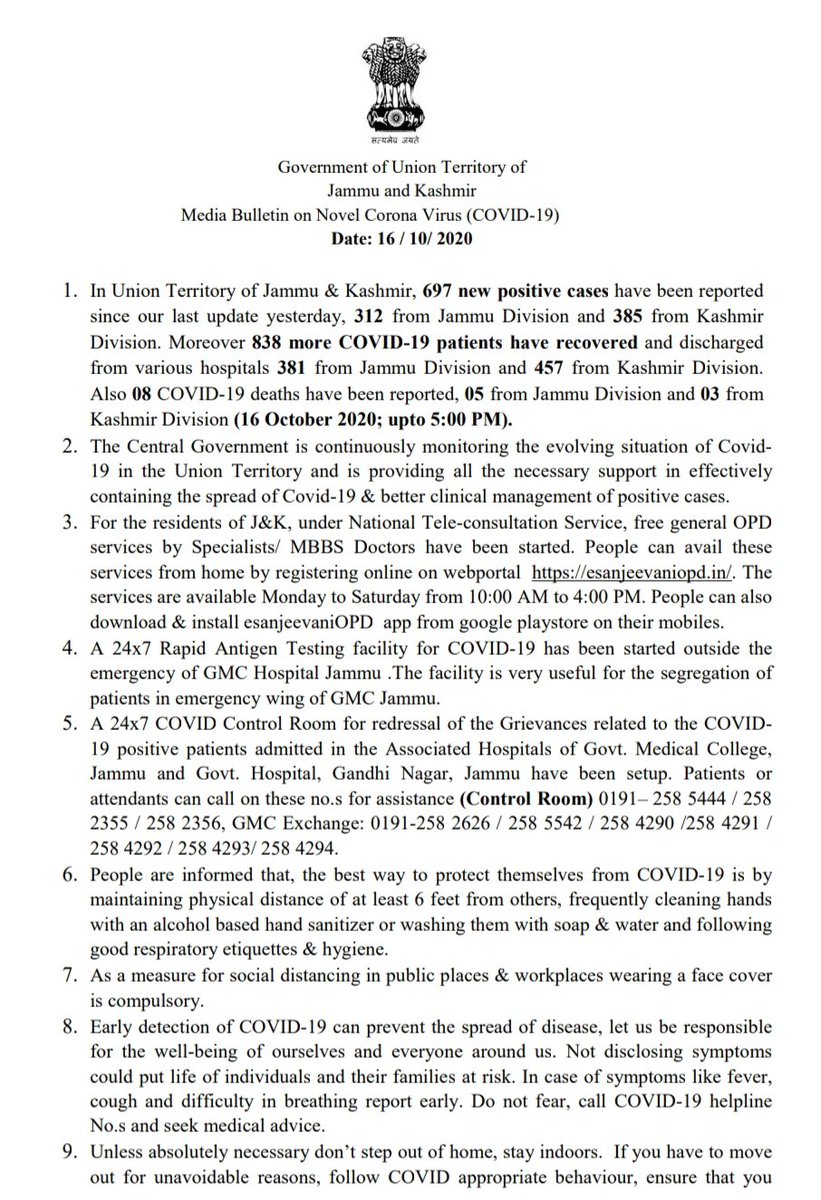 सत्यमेव जयते
Government of Union Territory of
Jammu and Kashmir
Media Bulletin on Novel Corona Virus (COVID-19)
Date: 16 / 10/ 2020
1. In Union Territory of Jammu & Kashmir, 697 new positive cases have been reported
since our last update yesterday, 312 from Jammu Division and 385 from Kashmir
Division. Moreover 838 more COVID-19 patients have recovered and discharged
from various hospitals 381 from Jammu Division and 457 from Kashmir Division.
Also 08 COVID-19 deaths have been reported, 05 from Jammu Division and 03 from
Kashmir Division (16 October 2020; upto 5:00 PM).
2. The Central Government is continuously monitoring the evolving situation of Covid-
19 in the Union Territory and is providing all the necessary support in effectively
containing the spread of Covid-19 & better clinical management of positive cases.
3. For the residents of J&K, under National Tele-consultation Service, free general OPD
services by Specialists/ MBBS Doctors have been started. People can avail these
services from home by registering online on webportal https://esanjeevaniopd.in/. The
services are available Monday to Saturday from 10:00 AM to 4:00 PM. People can also
download & install esanjeevaniOPD app from google playstore on their mobiles.
4. A 24x7 Rapid Antigen Testing facility for COVID-19 has been started outside the
emergency of GMC Hospital Jammu .The facility is very useful for the segregation of
patients in emergency wing of GMC Jammu.
5. A 24x7 COVID Control Room for redressal of the Grievances related to the COVID-
19 positive patients admitted in the Associated Hospitals of Govt. Medical College,
Jammu and Govt. Hospital, Gandhi Nagar, Jammu have been setup. Patients or
attendants can call on these no.s for assistance (Control Room) 0191– 258 5444 / 258
2355 / 258 2356, GMC Exchange: 0191-258 2626 / 258 5542 / 258 4290 /258 4291 /
258 4292 / 258 4293/ 258 4294.
6. People are informed that, the best way to protect themselves from COVID-19 is by
maintaining physical distance of at least 6 feet from others, frequently cleaning hands
with an alcohol based hand sanitizer or washing them with soap & water and following
good respiratory etiquettes & hygiene.
7. As a measure for social distancing in public places & workplaces wearing a face cover
is compulsory.
8. Early detection of COVID-19 can prevent the spread of disease, let us be responsible
for the well-being of ourselves and everyone around us. Not disclosing symptoms
could put life of individuals and their families at risk. In case of symptoms like fever,
cough and difficulty in breathing report early. Do not fear, call COVID-19 helpline
No.s and seek medical advice.
9. Unless absolutely necessary don’t step out of home, stay indoors. If you have to move
out for unavoidable reasons, follow COVID appropriate behaviour, ensure that you